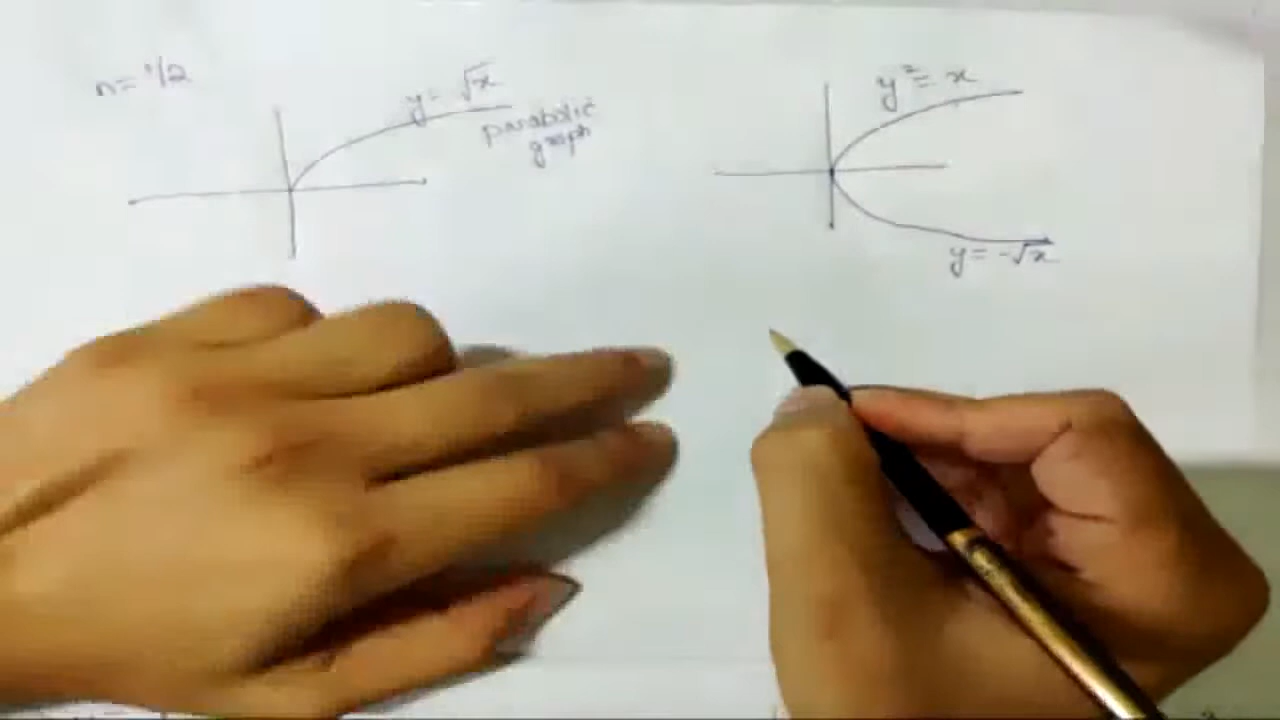 n = 1/2
y = √x
parabolic
graph
y² = x
y = -√x